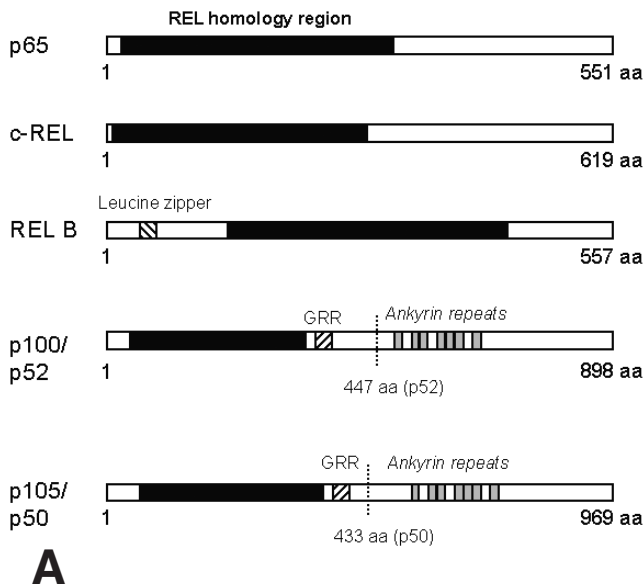 REL homology region
p65
1 551 aa
c-REL
1 619 aa
Leucine zipper
REL B
1 557 aa
GRR Ankyrin repeats
p100/
p52
1 898 aa
447 aa (p52)
GRR Ankyrin repeats
p105/
p50
1 969 aa
433 aa (p50)
A